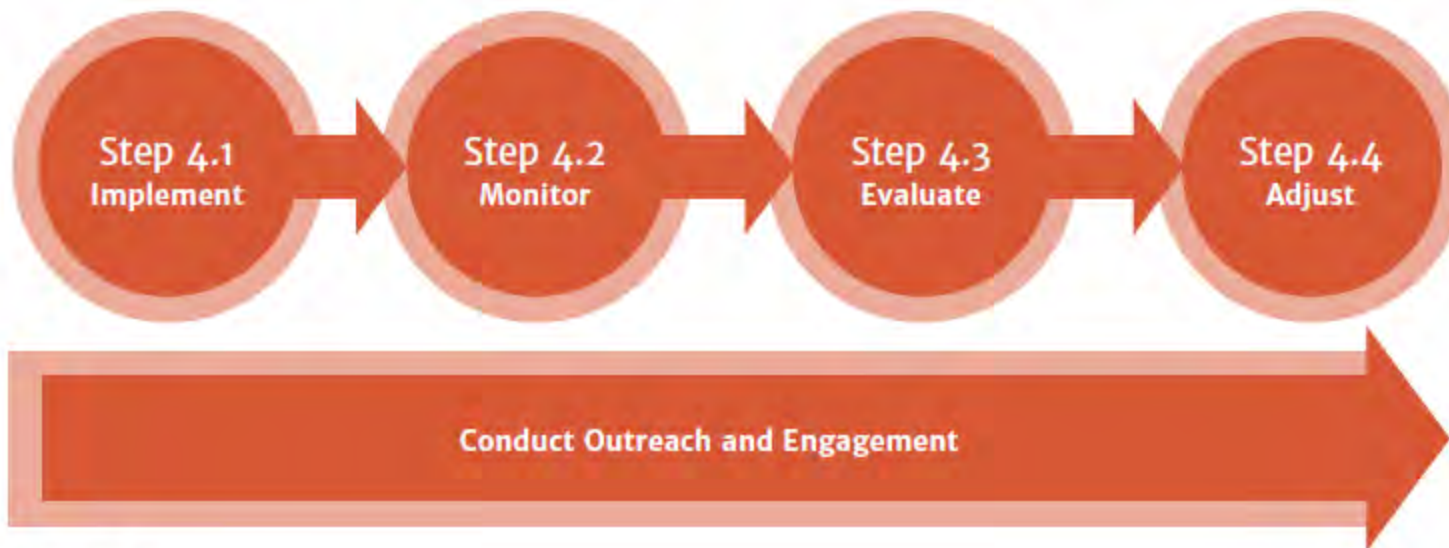 Step 4.1
Implement
Step 4.2
Monitor
Step 4.3
Evaluate
Step 4.4
Adjust
Conduct Outreach and Engagement